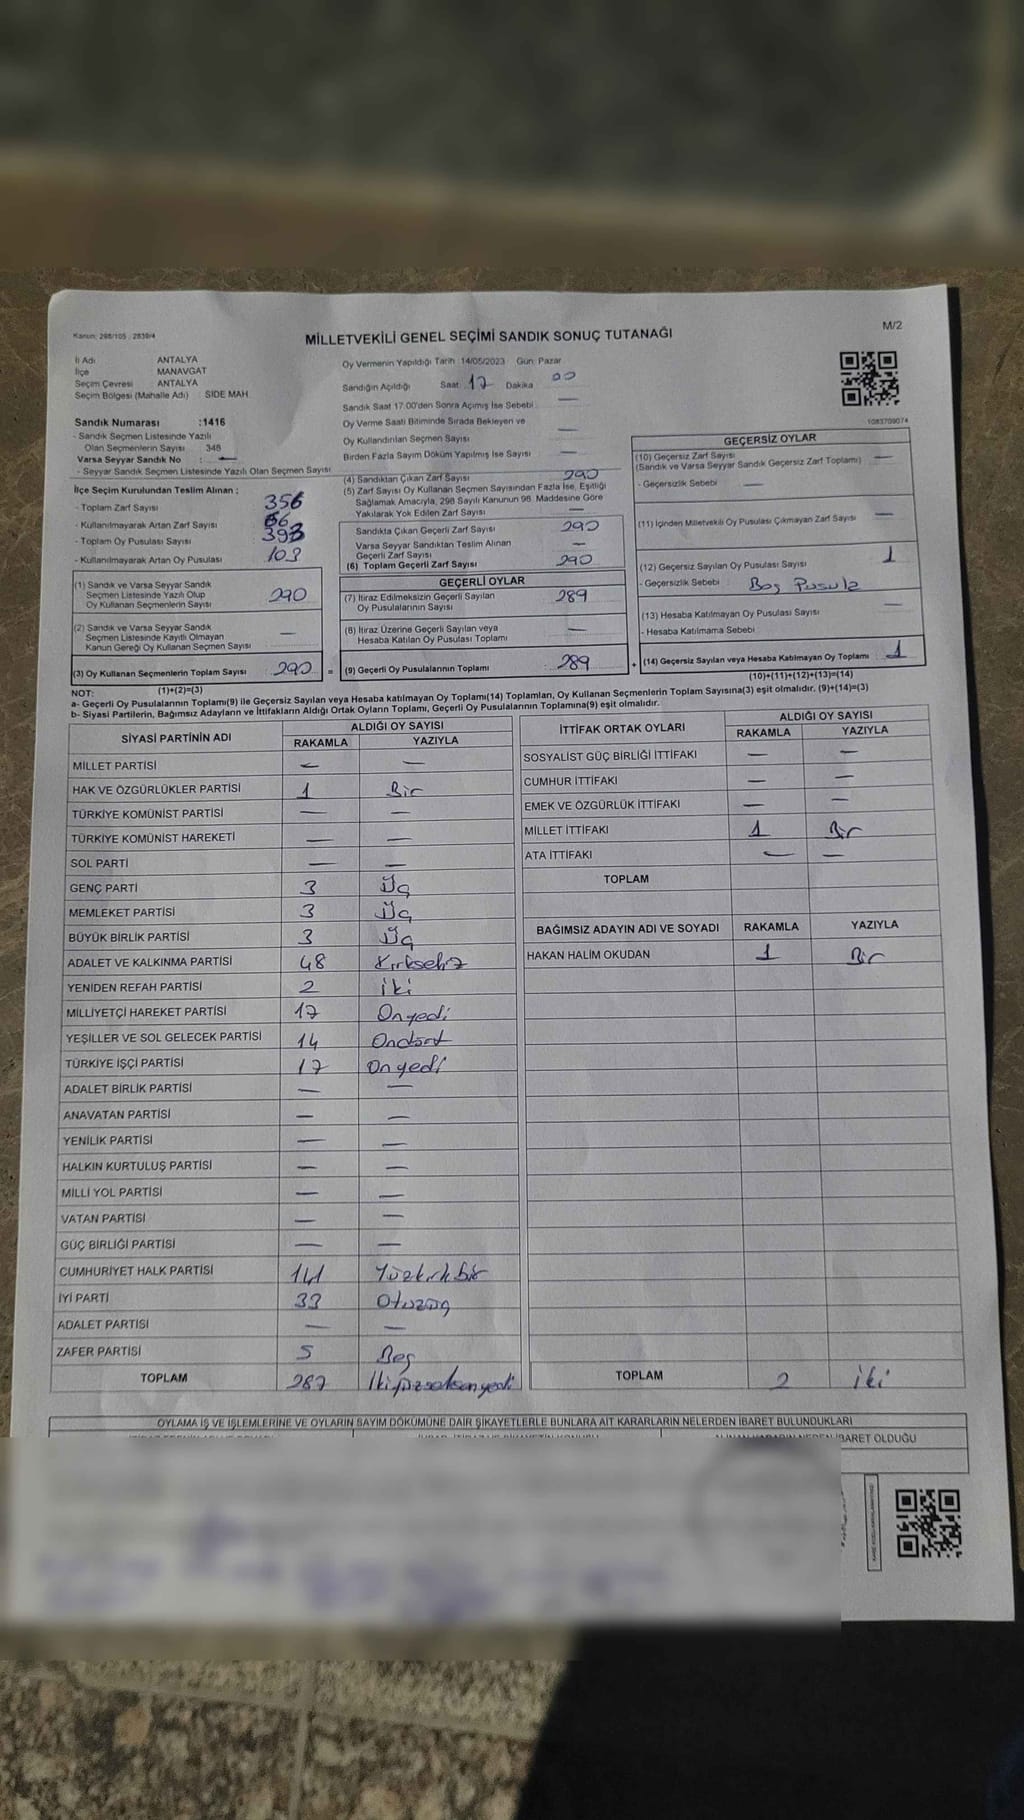 Kanun: 298/105 - 2839/4
M/2
MİLLETVEKİLİ GENEL SEÇİMİ SANDIK SONUÇ TUTANAĞI
İl Adı ANTALYA
İlçe MANAVGAT
Seçim Çevresi ANTALYA
Seçim Bölgesi (Mahalle Adı) SIDE MAH.
Sandık Numarası :1416
- Sandık Seçmen Listesinde Yazılı
Olan Seçmenlerin Sayısı 346
Varsa Seyyar Sandık No : —
- Seyyar Sandık Seçmen Listesinde Yazılı Olan Seçmen Sayısı
İlçe Seçim Kurulundan Teslim Alınan ;
- Toplam Zarf Sayısı 356
- Kullanılmayarak Artan Zarf Sayısı 66
- Toplam Oy Pusulası Sayısı 393
- Kullanılmayarak Artan Oy Pusulası 103
(1) Sandık ve Varsa Seyyar Sandık
Seçmen Listesinde Yazılı Olup
Oy Kullanan Seçmenlerin Sayısı 290
(2) Sandık ve Varsa Seyyar Sandık
Seçmen Listesinde Kayıtlı Olmayan
Kanun Gereği Oy Kullanan Seçmen Sayısı —
(3) Oy Kullanan Seçmenlerin Toplam Sayısı 290 =
Oy Vermenin Yapıldığı Tarih :14/05/2023 Gün: Pazar
Sandığın Açıldığı Saat: 17 Dakika 00
Sandık Saat 17:00'den Sonra Açımış İse Sebebi —
Oy Verme Saati Bitiminde Sırada Bekleyen ve
Oy Kullandırılan Seçmen Sayısı —
Birden Fazla Sayım Döküm Yapılmış İse Sayısı —
(4) Sandıktan Çıkan Zarf Sayısı 290
(5) Zarf Sayısı Oy Kullanan Seçmen Sayısından Fazla İse, Eşitliği
Sağlamak Amacıyla, 298 Sayılı Kanunun 98. Maddesine Göre
Yakılarak Yok Edilen Zarf Sayısı —
Sandıkta Çıkan Geçerli Zarf Sayısı 290
Varsa Seyyar Sandıktan Teslim Alınan
Geçerli Zarf Sayısı —
(6) Toplam Geçerli Zarf Sayısı 290
GEÇERLİ OYLAR
(7) İtiraz Edilmeksizin Geçerli Sayılan
Oy Pusulalarının Sayısı 289
(8) İtiraz Üzerine Geçerli Sayılan veya
Hesaba Katılan Oy Pusulası Toplamı —
(9) Geçerli Oy Pusulalarının Toplamı 289 +
1083709074
GEÇERSİZ OYLAR
(10) Geçersiz Zarf Sayısı —
(Sandık ve Varsa Seyyar Sandık Geçersiz Zarf Toplamı)
- Geçersizlik Sebebi —
(11) İçinden Milletvekili Oy Pusulası Çıkmayan Zarf Sayısı —
(12) Geçersiz Sayılan Oy Pusulası Sayısı 1
- Geçersizlik Sebebi Boş Pusula
(13) Hesaba Katılmayan Oy Pusulası Sayısı —
- Hesaba Katılmama Sebebi
(14) Geçersiz Sayılan veya Hesaba Katılmayan Oy Toplamı 1
NOT: (1)+(2)=(3) (10)+(11)+(12)+(13)=(14)
a- Geçerli Oy Pusulalarının Toplamı(9) ile Geçersiz Sayılan veya Hesaba katılmayan Oy Toplamı(14) Toplamları, Oy Kullanan Seçmenlerin Toplam Sayısına(3) eşit olmalıdır. (9)+(14)=(3)
b- Siyasi Partilerin, Bağımsız Adayların ve İttifakların Aldığı Ortak Oyların Toplamı, Geçerli Oy Pusulalarının Toplamına(9) eşit olmalıdır.
SİYASİ PARTİNİN ADI ALDIĞI OY SAYISI
RAKAMLA YAZIYLA
MİLLET PARTİSİ — —
HAK VE ÖZGÜRLÜKLER PARTİSİ 1 Bir
TÜRKİYE KOMÜNİST PARTİSİ — —
TÜRKİYE KOMÜNİST HAREKETİ — —
SOL PARTİ — —
GENÇ PARTİ 3 Üç
MEMLEKET PARTİSİ 3 Üç
BÜYÜK BİRLİK PARTİSİ 3 Üç
ADALET VE KALKINMA PARTİSİ 48 Kırksekiz
YENİDEN REFAH PARTİSİ 2 iki
MİLLİYETÇİ HAREKET PARTİSİ 17 Onyedi
YEŞİLLER VE SOL GELECEK PARTİSİ 14 Ondört
TÜRKİYE İŞÇİ PARTİSİ 17 Onyedi
ADALET BİRLİK PARTİSİ — —
ANAVATAN PARTİSİ — —
YENİLİK PARTİSİ — —
HALKIN KURTULUŞ PARTİSİ — —
MİLLİ YOL PARTİSİ — —
VATAN PARTİSİ — —
GÜÇ BİRLİĞİ PARTİSİ — —
CUMHURİYET HALK PARTİSİ 141 Yüzkırkbir
İYİ PARTİ 33 Otuzüç
ADALET PARTİSİ — —
ZAFER PARTİSİ 5 Beş
TOPLAM 287 İkiyüzseksenyedi
İTTİFAK ORTAK OYLARI ALDIĞI OY SAYISI
RAKAMLA YAZIYLA
SOSYALİST GÜÇ BİRLİĞİ İTTİFAKI — —
CUMHUR İTTİFAKI — —
EMEK VE ÖZGÜRLÜK İTTİFAKI — —
MİLLET İTTİFAKI 1 Bir
ATA İTTİFAKI — —
TOPLAM
BAĞIMSIZ ADAYIN ADI VE SOYADI RAKAMLA YAZIYLA
HAKAN HALİM OKUDAN 1 Bir
TOPLAM 2 iki
OYLAMA İŞ VE İŞLEMLERİNE VE OYLARIN SAYIM DÖKÜMÜNE DAİR ŞİKAYETLERLE BUNLARA AİT KARARLARIN NELERDEN İBARET BULUNDUKLARI
İBARET OLDUĞU